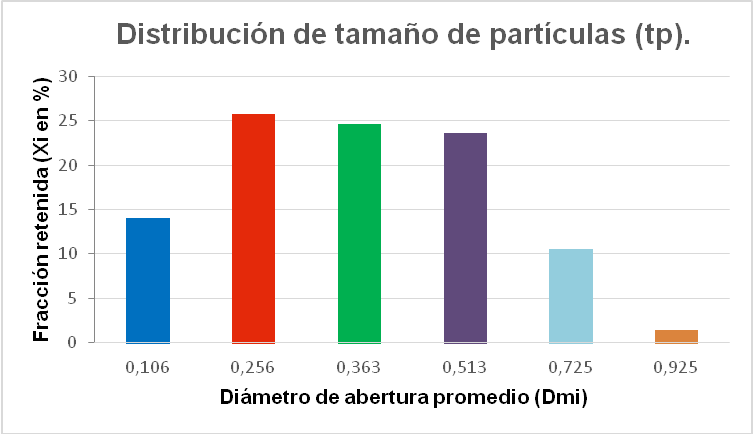 Distribución de tamaño de partículas (tp).
Fracción retenida (Xi en %)
30
25
20
15
10
5
0
0,106 0,256 0,363 0,513 0,725 0,925
Diámetro de abertura promedio (Dmi)